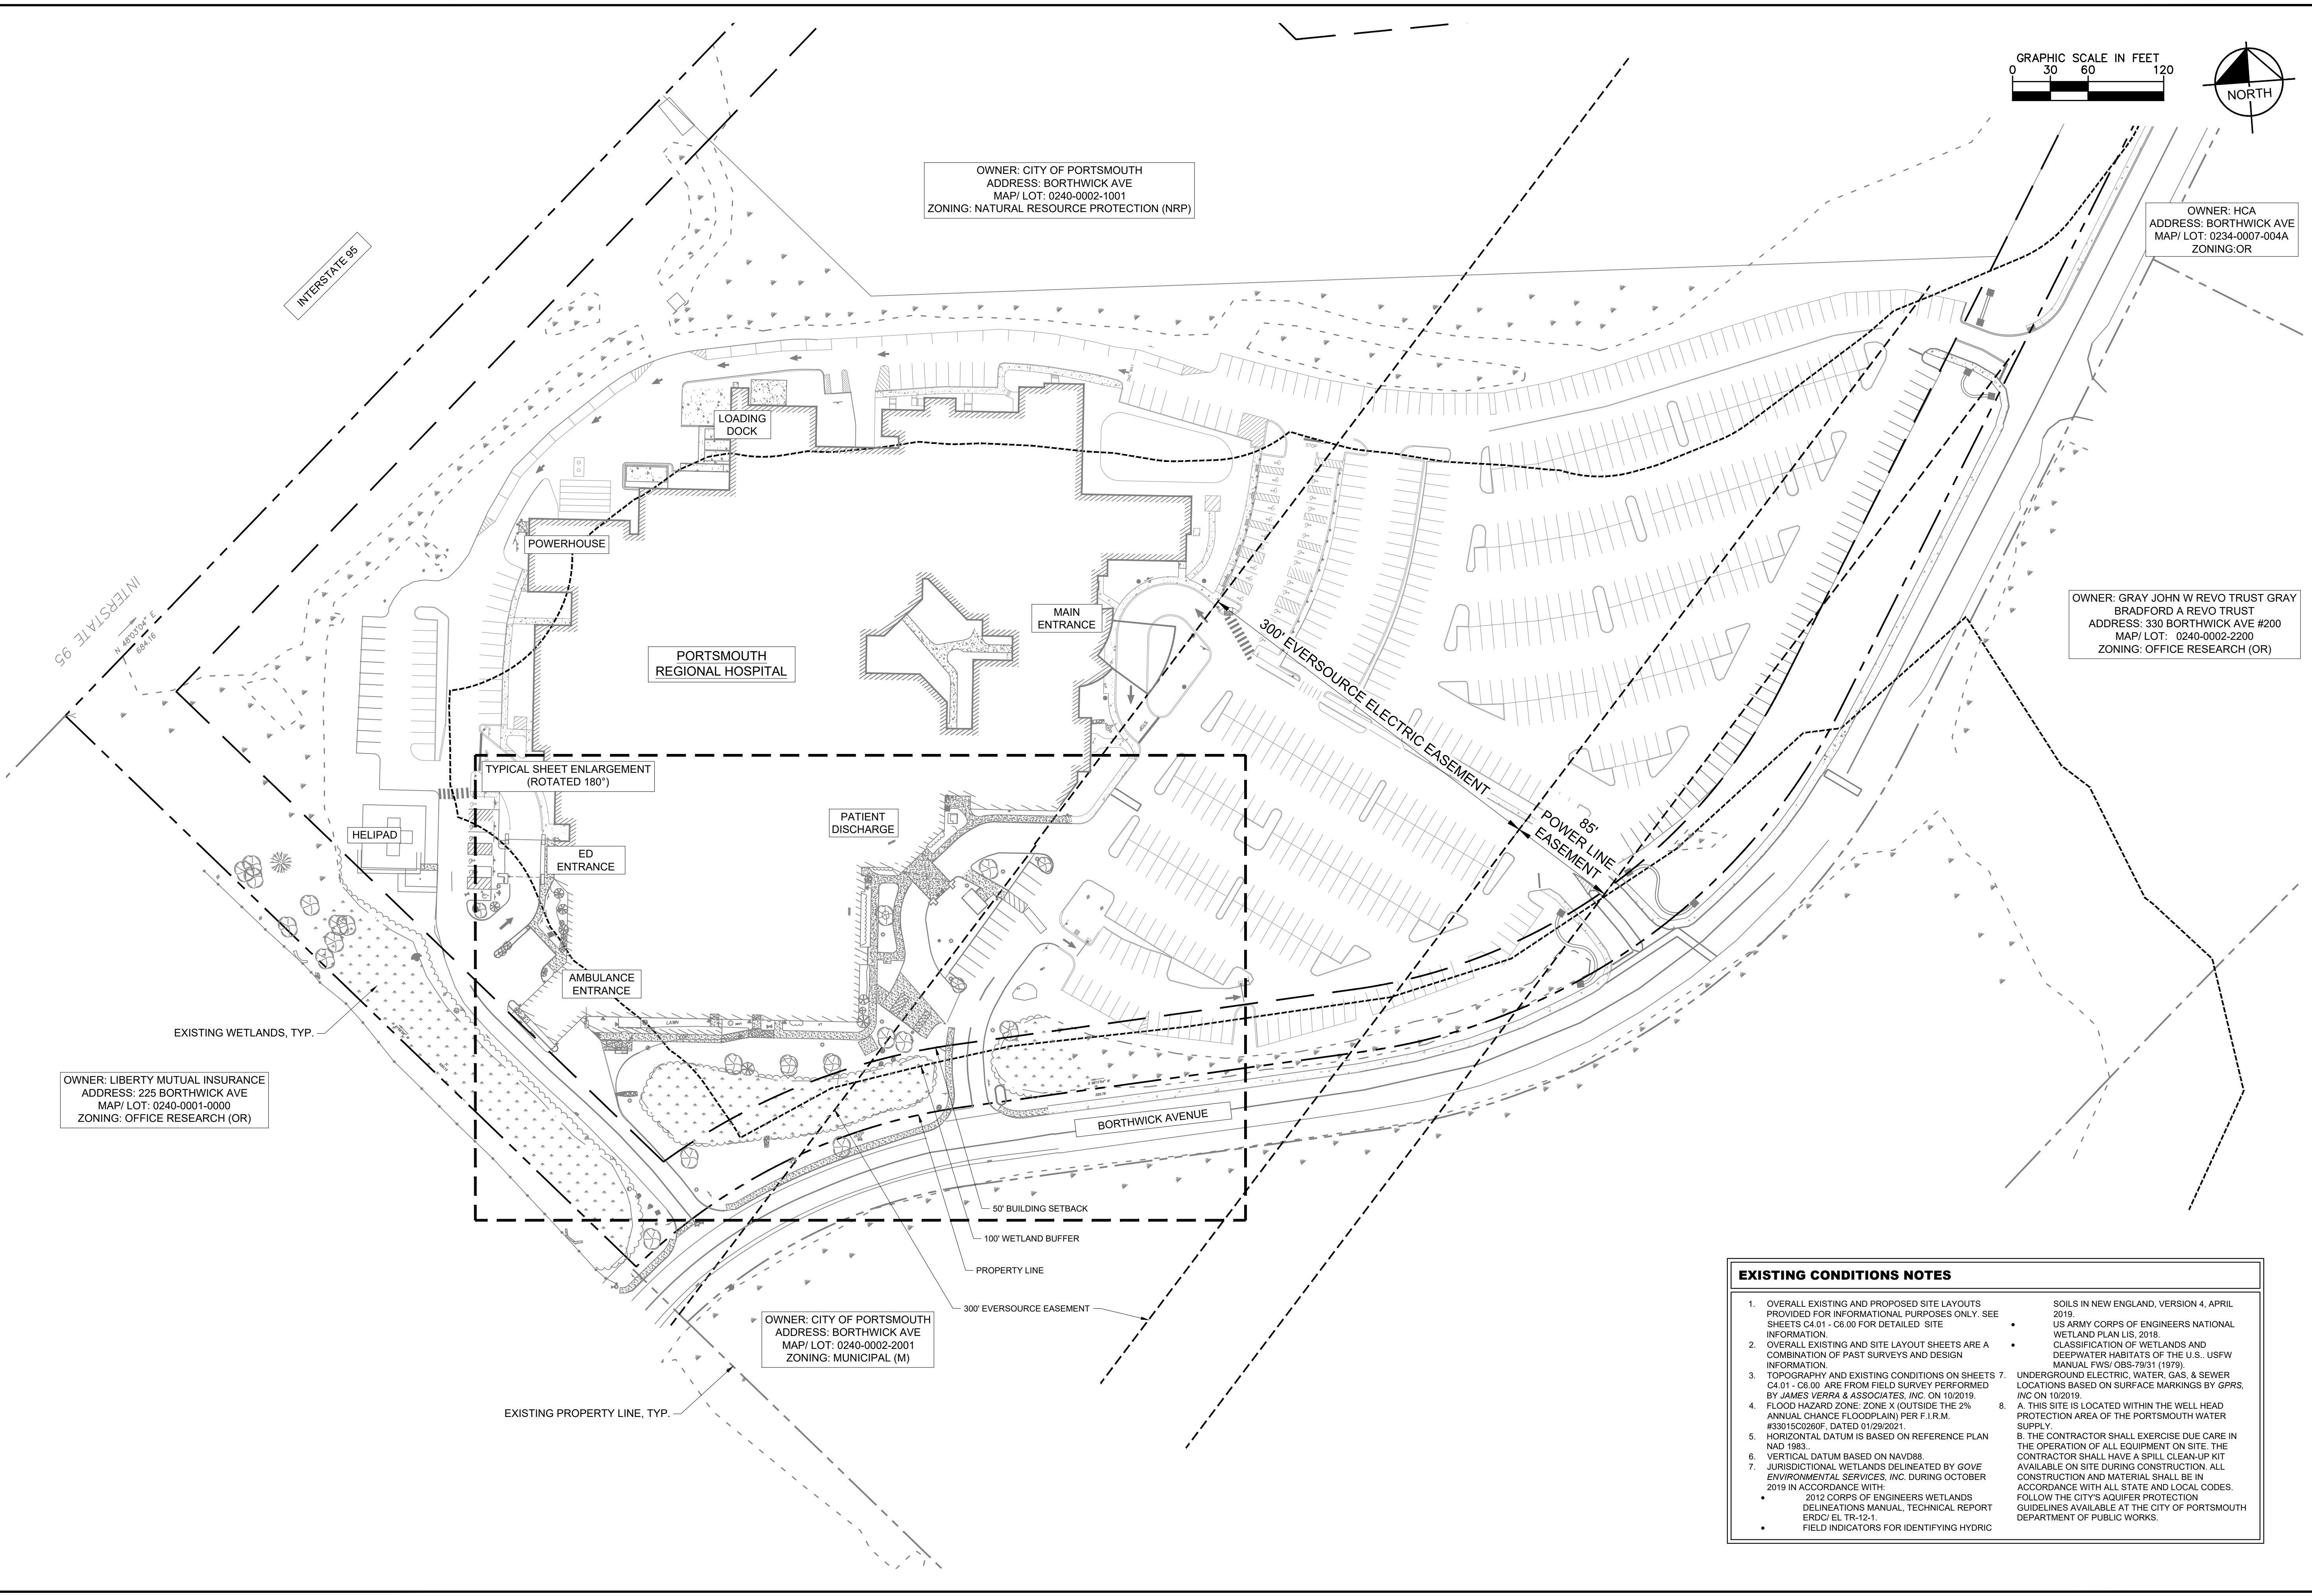 GRAPHIC SCALE IN FEET
0 30 60 120
NORTH
OWNER: CITY OF PORTSMOUTH
ADDRESS: BORTHWICK AVE
MAP/ LOT: 0240-0002-1001
ZONING: NATURAL RESOURCE PROTECTION (NRP)
OWNER: HCA
ADDRESS: BORTHWICK AVE
MAP/ LOT: 0234-0007-004A
ZONING:OR
INTERSTATE 95
INTERSTATE 95
N 48°03'04" E
684.16
LOADING
DOCK
STOP
POWERHOUSE
MAIN
ENTRANCE
PORTSMOUTH
REGIONAL HOSPITAL
STOP
300' EVERSOURCE ELECTRIC EASEMENT
85'
POWER LINE
EASEMENT
OWNER: GRAY JOHN W REVO TRUST GRAY
BRADFORD A REVO TRUST
ADDRESS: 330 BORTHWICK AVE #200
MAP/ LOT: 0240-0002-2200
ZONING: OFFICE RESEARCH (OR)
TYPICAL SHEET ENLARGEMENT
(ROTATED 180°)
HELIPAD
PATIENT
DISCHARGE
ED
ENTRANCE
AMBULANCE
ENTRANCE
LAWN
EXISTING WETLANDS, TYP.
OWNER: LIBERTY MUTUAL INSURANCE
ADDRESS: 225 BORTHWICK AVE
MAP/ LOT: 0240-0001-0000
ZONING: OFFICE RESEARCH (OR)
BORTHWICK AVENUE
50' BUILDING SETBACK
100' WETLAND BUFFER
PROPERTY LINE
300' EVERSOURCE EASEMENT
OWNER: CITY OF PORTSMOUTH
ADDRESS: BORTHWICK AVE
MAP/ LOT: 0240-0002-2001
ZONING: MUNICIPAL (M)
EXISTING PROPERTY LINE, TYP.
EXISTING CONDITIONS NOTES
1. OVERALL EXISTING AND PROPOSED SITE LAYOUTS
PROVIDED FOR INFORMATIONAL PURPOSES ONLY. SEE
SHEETS C4.01 - C6.00 FOR DETAILED SITE
INFORMATION.
2. OVERALL EXISTING AND SITE LAYOUT SHEETS ARE A
COMBINATION OF PAST SURVEYS AND DESIGN
INFORMATION.
3. TOPOGRAPHY AND EXISTING CONDITIONS ON SHEETS
C4.01 - C6.00 ARE FROM FIELD SURVEY PERFORMED
BY JAMES VERRA & ASSOCIATES, INC. ON 10/2019.
4. FLOOD HAZARD ZONE: ZONE X (OUTSIDE THE 2%
ANNUAL CHANCE FLOODPLAIN) PER F.I.R.M.
#33015C0260F, DATED 01/29/2021.
5. HORIZONTAL DATUM IS BASED ON REFERENCE PLAN
NAD 1983..
6. VERTICAL DATUM BASED ON NAVD88.
7. JURISDICTIONAL WETLANDS DELINEATED BY GOVE
ENVIRONMENTAL SERVICES, INC. DURING OCTOBER
2019 IN ACCORDANCE WITH:
• 2012 CORPS OF ENGINEERS WETLANDS
DELINEATIONS MANUAL, TECHNICAL REPORT
ERDC/ EL TR-12-1.
• FIELD INDICATORS FOR IDENTIFYING HYDRIC
SOILS IN NEW ENGLAND, VERSION 4, APRIL
2019.
• US ARMY CORPS OF ENGINEERS NATIONAL
WETLAND PLAN LIS, 2018.
• CLASSIFICATION OF WETLANDS AND
DEEPWATER HABITATS OF THE U.S.. USFW
MANUAL FWS/ OBS-79/31 (1979).
7. UNDERGROUND ELECTRIC, WATER, GAS, & SEWER
LOCATIONS BASED ON SURFACE MARKINGS BY GPRS,
INC ON 10/2019.
8. A. THIS SITE IS LOCATED WITHIN THE WELL HEAD
PROTECTION AREA OF THE PORTSMOUTH WATER
SUPPLY.
B. THE CONTRACTOR SHALL EXERCISE DUE CARE IN
THE OPERATION OF ALL EQUIPMENT ON SITE. THE
CONTRACTOR SHALL HAVE A SPILL CLEAN-UP KIT
AVAILABLE ON SITE DURING CONSTRUCTION. ALL
CONSTRUCTION AND MATERIAL SHALL BE IN
ACCORDANCE WITH ALL STATE AND LOCAL CODES.
FOLLOW THE CITY'S AQUIFER PROTECTION
GUIDELINES AVAILABLE AT THE CITY OF PORTSMOUTH
DEPARTMENT OF PUBLIC WORKS.